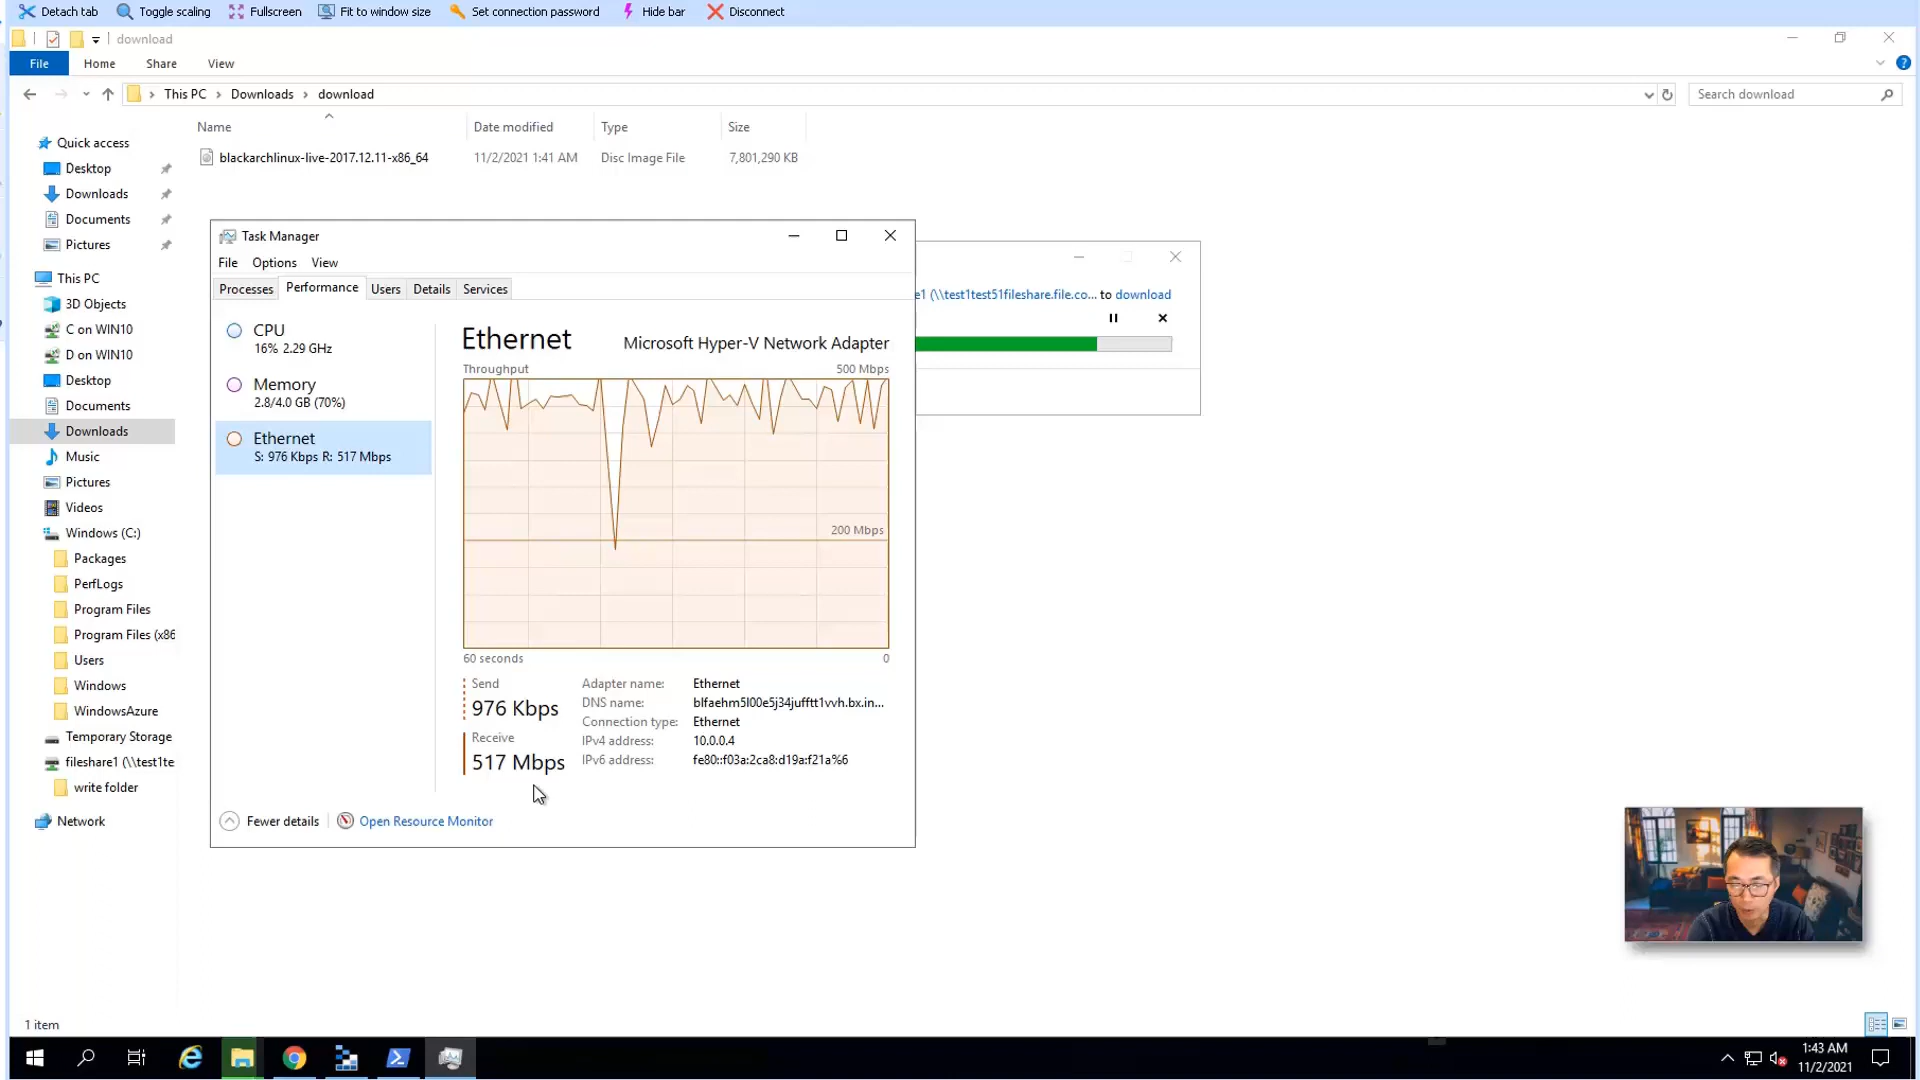 Detach tab Toggle scaling Fullscreen Fit to window size Set connection password Hide bar Disconnect
download
File Home Share View
This PC Downloads download Search download
Name Date modified Type Size
blackarchlinux-live-2017.12.11-x86_64 11/2/2021 1:41 AM Disc Image File 7,801,290 KB
Quick access
Desktop
Downloads
Documents
Pictures
This PC
3D Objects
C on WIN10
D on WIN10
Desktop
Documents
Downloads
Music
Pictures
Videos
Windows (C:)
Packages
PerfLogs
Program Files
Program Files (x86
Users
Windows
WindowsAzure
Temporary Storage
fileshare1 (\\test1te
write folder
Network
Task Manager
File Options View
Processes Performance Users Details Services
CPU
16% 2.29 GHz
Memory
2.8/4.0 GB (70%)
Ethernet
S: 976 Kbps R: 517 Mbps
Ethernet Microsoft Hyper-V Network Adapter
Throughput 500 Mbps
200 Mbps
60 seconds 0
Send
976 Kbps
Receive
517 Mbps
Adapter name: Ethernet
DNS name: blfaehm5l00e5j34jufftt1vvh.bx.in...
Connection type: Ethernet
IPv4 address: 10.0.0.4
IPv6 address: fe80::f03a:2ca8:d19a:f21a%6
Fewer details Open Resource Monitor
e1 (\\test1test51fileshare.file.co... to download
1 item
1:43 AM
11/2/2021